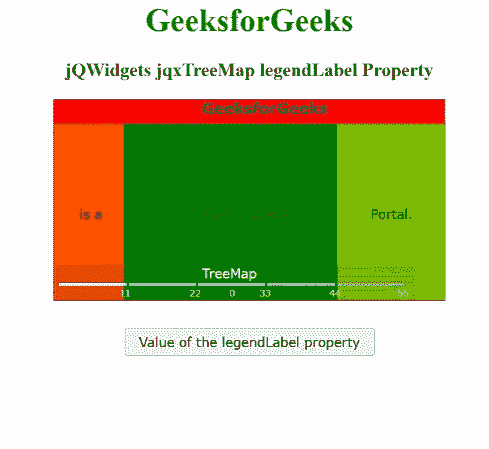 GeeksforGeeks
jQWidgets jqxTreeMap legendLabel Property
GeeksforGeeks
is a
Portal.
TreeMap
11 22 0 33 44 55
Value of the legendLabel property